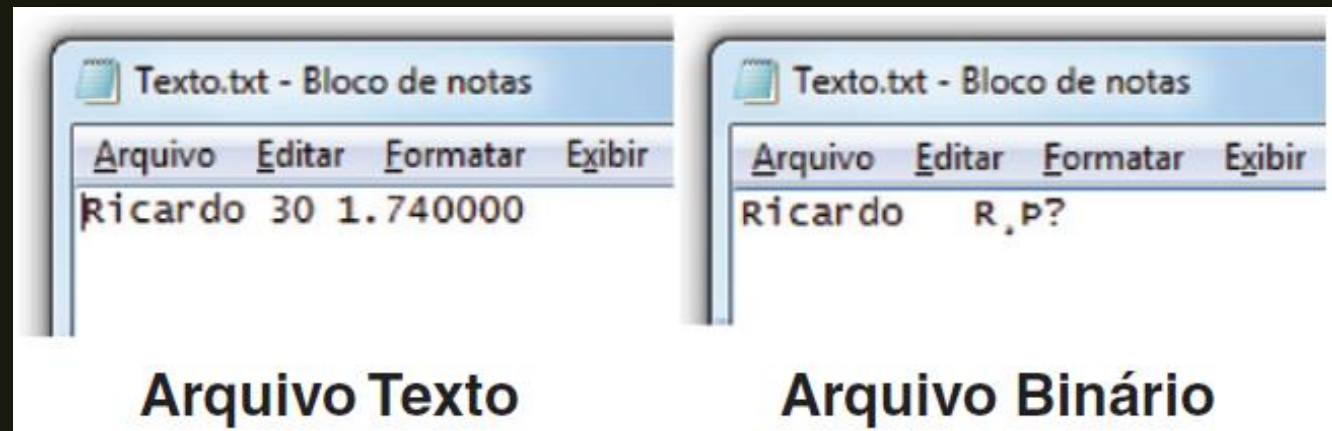 Texto.txt - Bloco de notas
Arquivo Editar Formatar Exibir
Ricardo 30 1.740000
Arquivo Texto
Texto.txt - Bloco de notas
Arquivo Editar Formatar Exibir
Ricardo R¸Þ?
Arquivo Binário